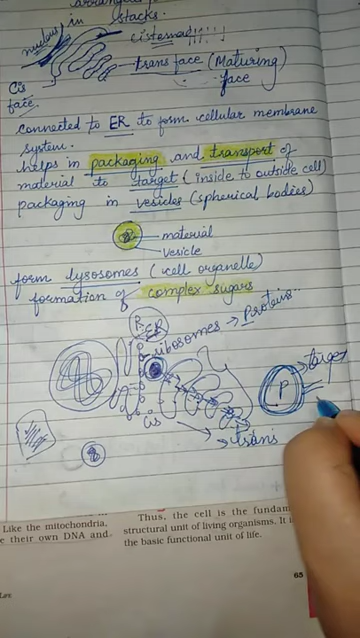 arranged
in stacks.
nucleus
cisternae!!!!!
trans face (Maturing
face
Cis
face.
connected to ER to form cellular membrane
system.
helps in packaging and transport of
material to target (inside to outside cell)
packaging in vesicles (spherical bodies)
material
vesicle
form lysosomes (cell organelle)
formation of complex sugars
ER
ribosomes → Proteins..
target
P
cis
→ trans
Like the mitochondria,
e their own DNA and
Thus, the cell is the fundam
structural unit of living organisms. It i
the basic functional unit of life.
65